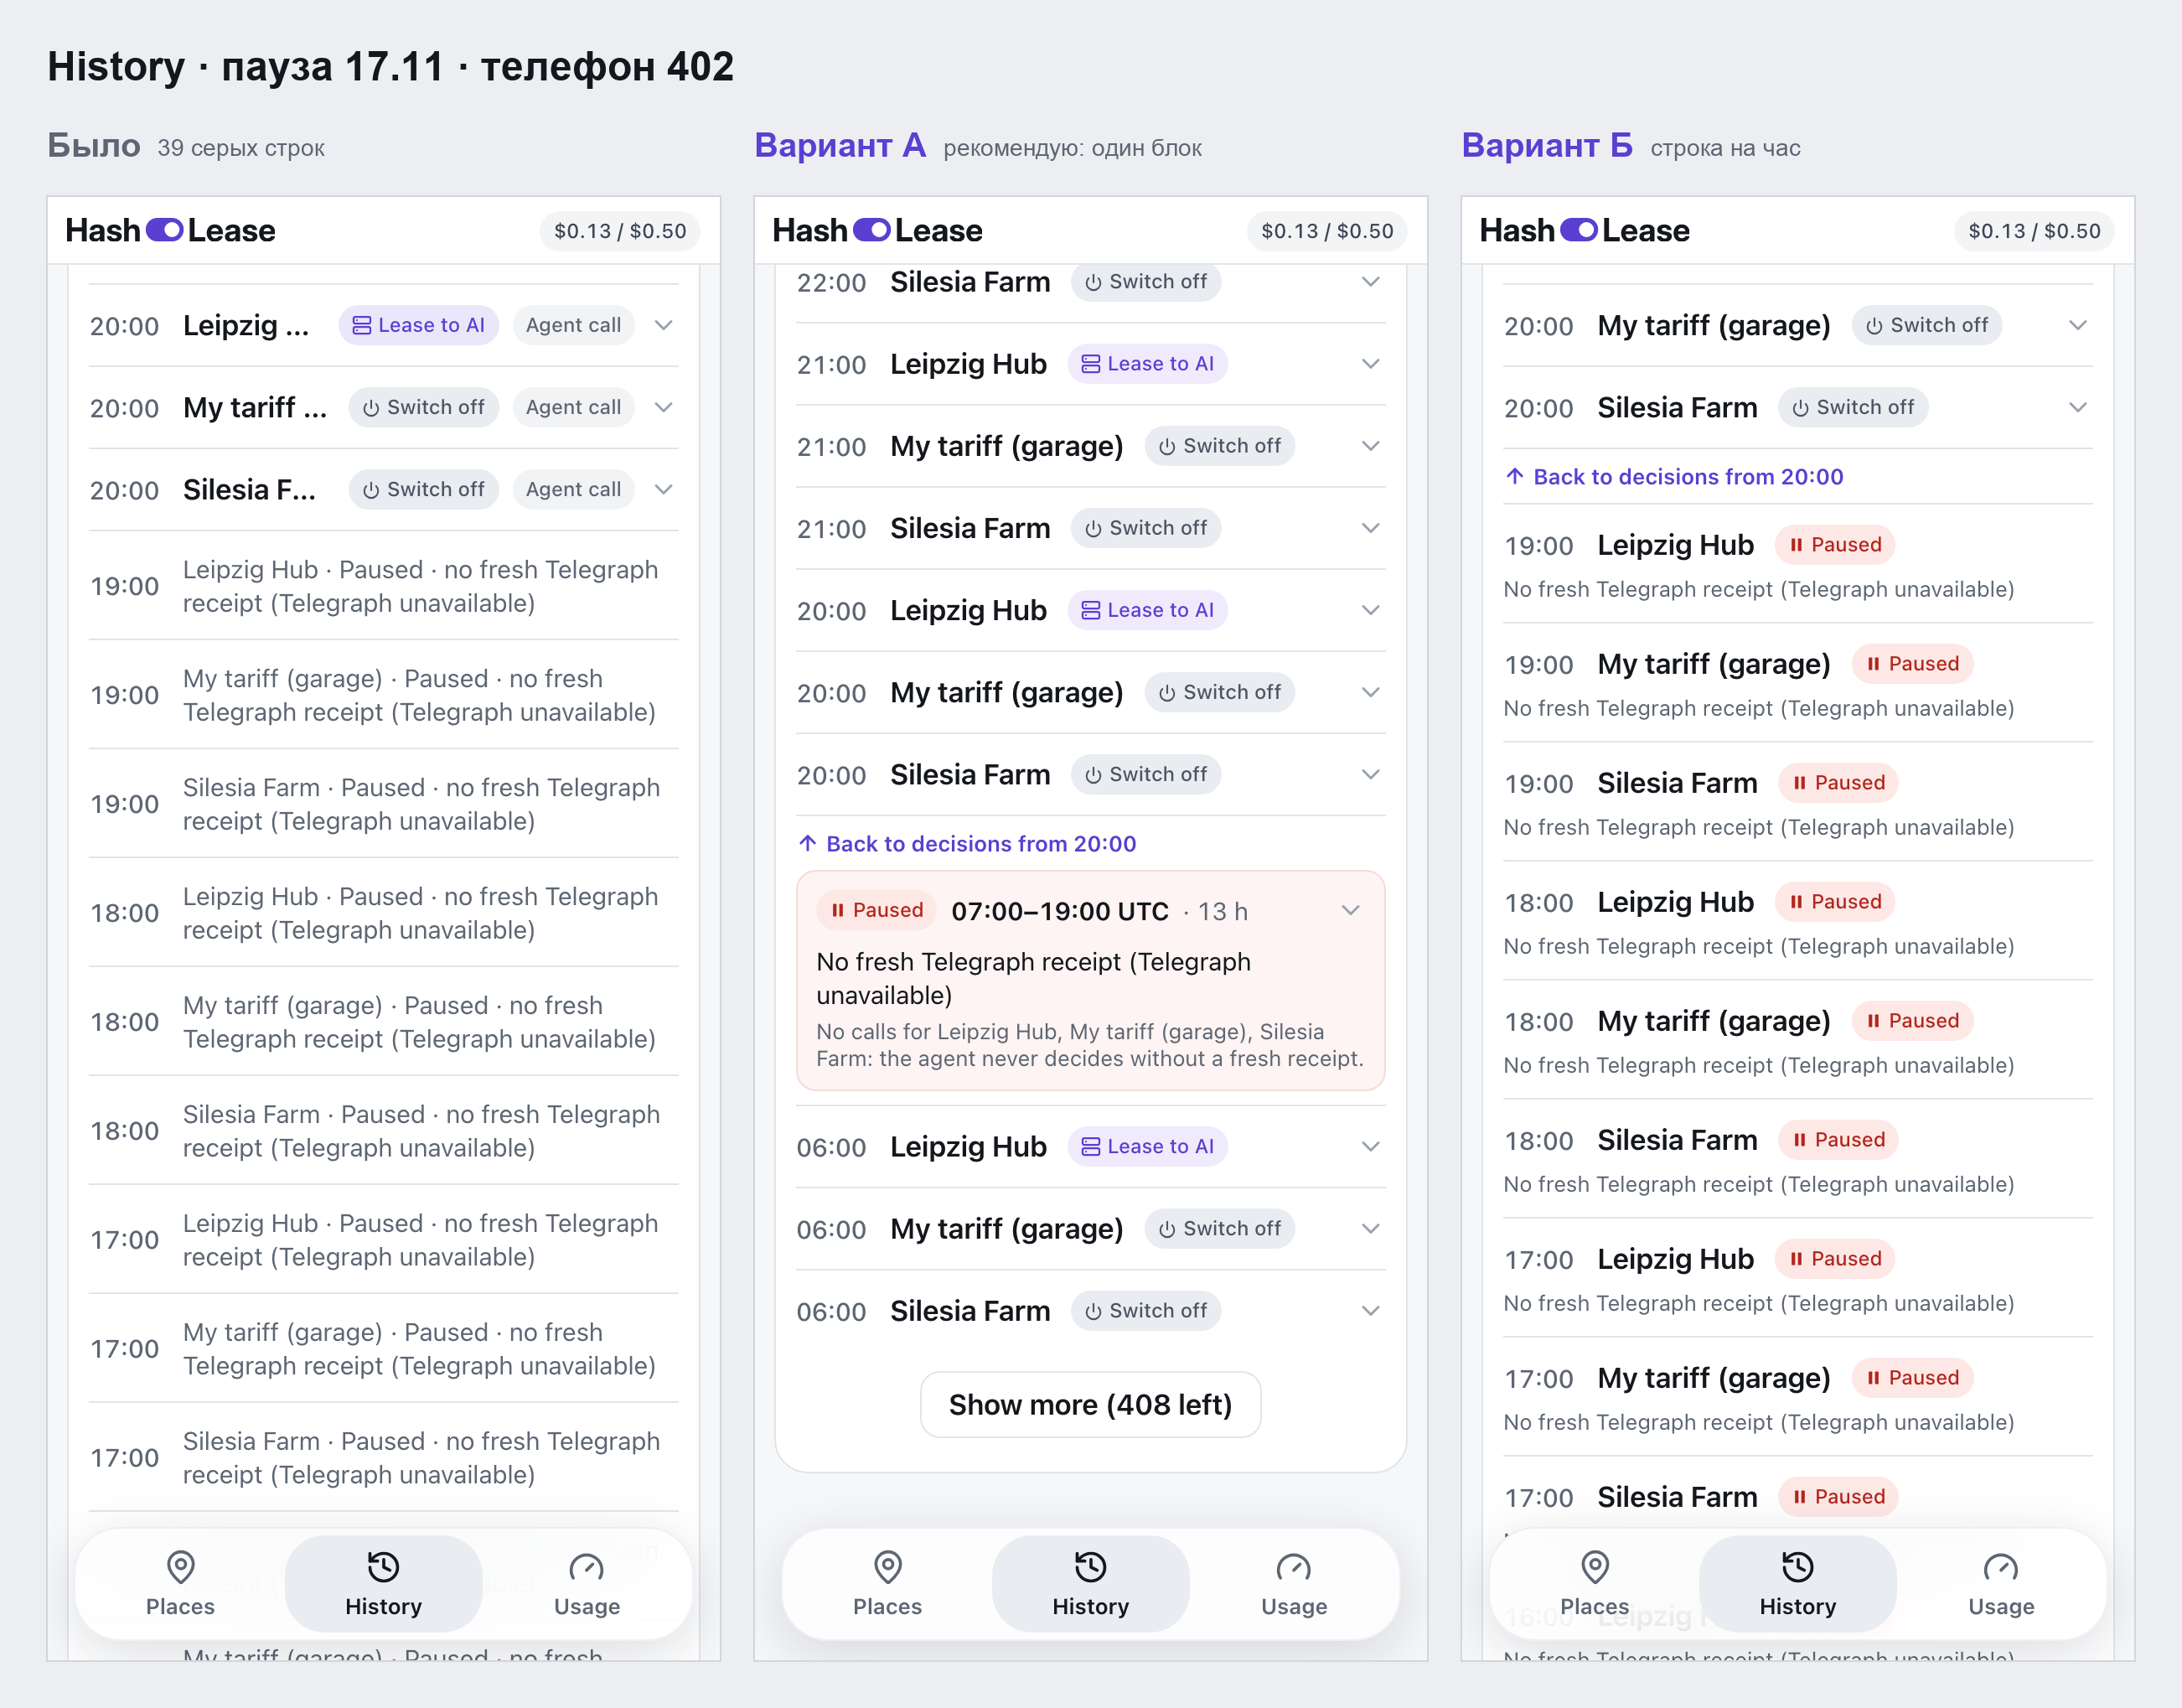 History · пауза 17.11 · телефон 402
Было 39 серых строк
Hash Lease $0.13 / $0.50
20:00 Leipzig ... Lease to AI Agent call
20:00 My tariff ... Switch off Agent call
20:00 Silesia F... Switch off Agent call
19:00 Leipzig Hub · Paused · no fresh Telegraph
receipt (Telegraph unavailable)
19:00 My tariff (garage) · Paused · no fresh
Telegraph receipt (Telegraph unavailable)
19:00 Silesia Farm · Paused · no fresh Telegraph
receipt (Telegraph unavailable)
18:00 Leipzig Hub · Paused · no fresh Telegraph
receipt (Telegraph unavailable)
18:00 My tariff (garage) · Paused · no fresh
Telegraph receipt (Telegraph unavailable)
18:00 Silesia Farm · Paused · no fresh Telegraph
receipt (Telegraph unavailable)
17:00 Leipzig Hub · Paused · no fresh Telegraph
receipt (Telegraph unavailable)
17:00 My tariff (garage) · Paused · no fresh
Telegraph receipt (Telegraph unavailable)
17:00 Silesia Farm · Paused · no fresh Telegraph
receipt (Telegraph unavailable)
Places History Usage
My tariff (garage) · Paused · no fresh
Вариант А рекомендую: один блок
Hash Lease $0.13 / $0.50
22:00 Silesia Farm Switch off
21:00 Leipzig Hub Lease to AI
21:00 My tariff (garage) Switch off
21:00 Silesia Farm Switch off
20:00 Leipzig Hub Lease to AI
20:00 My tariff (garage) Switch off
20:00 Silesia Farm Switch off
↑ Back to decisions from 20:00
Paused 07:00–19:00 UTC · 13 h
No fresh Telegraph receipt (Telegraph
unavailable)
No calls for Leipzig Hub, My tariff (garage), Silesia
Farm: the agent never decides without a fresh receipt.
06:00 Leipzig Hub Lease to AI
06:00 My tariff (garage) Switch off
06:00 Silesia Farm Switch off
Show more (408 left)
Places History Usage
Вариант Б строка на час
Hash Lease $0.13 / $0.50
20:00 My tariff (garage) Switch off
20:00 Silesia Farm Switch off
↑ Back to decisions from 20:00
19:00 Leipzig Hub Paused
No fresh Telegraph receipt (Telegraph unavailable)
19:00 My tariff (garage) Paused
No fresh Telegraph receipt (Telegraph unavailable)
19:00 Silesia Farm Paused
No fresh Telegraph receipt (Telegraph unavailable)
18:00 Leipzig Hub Paused
No fresh Telegraph receipt (Telegraph unavailable)
18:00 My tariff (garage) Paused
No fresh Telegraph receipt (Telegraph unavailable)
18:00 Silesia Farm Paused
No fresh Telegraph receipt (Telegraph unavailable)
17:00 Leipzig Hub Paused
No fresh Telegraph receipt (Telegraph unavailable)
17:00 My tariff (garage) Paused
No fresh Telegraph receipt (Telegraph unavailable)
17:00 Silesia Farm Paused
16:00 Leipzig
Places History Usage
No fresh Telegraph receipt (Telegraph unavailable)